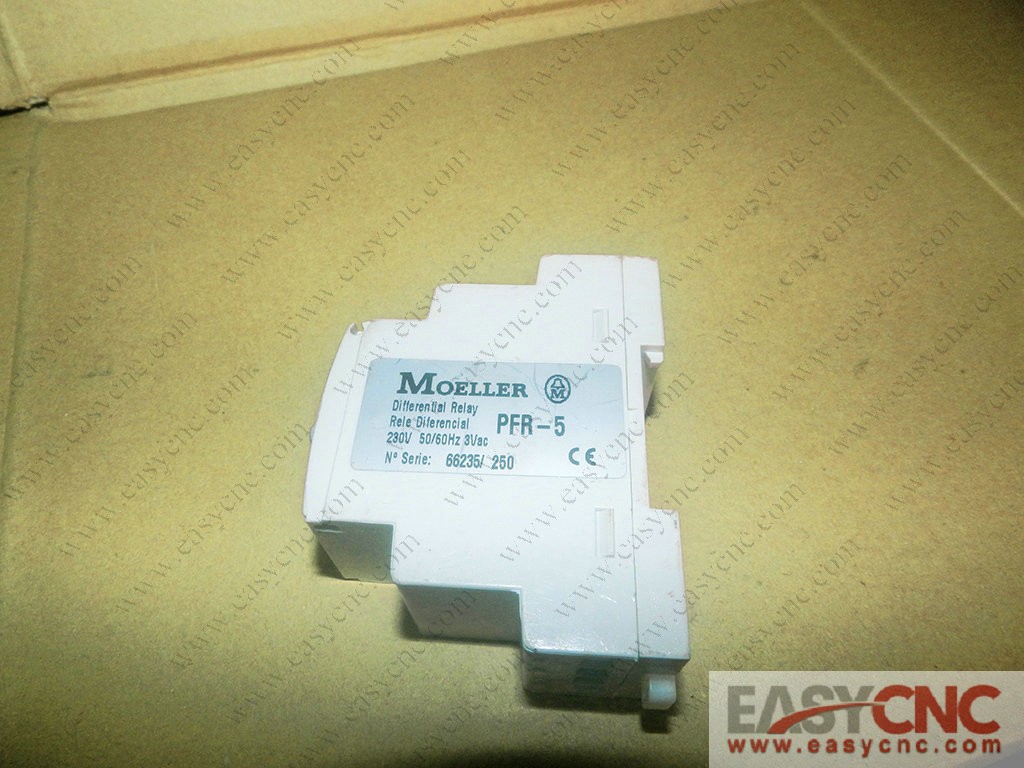 MOELLER
Differential Relay
Rele Diferencial
PFR-5
230V 50/60Hz 3Vac
Nº Serie: 66235/ 250
CE
EASYCNC
www.easycnc.com